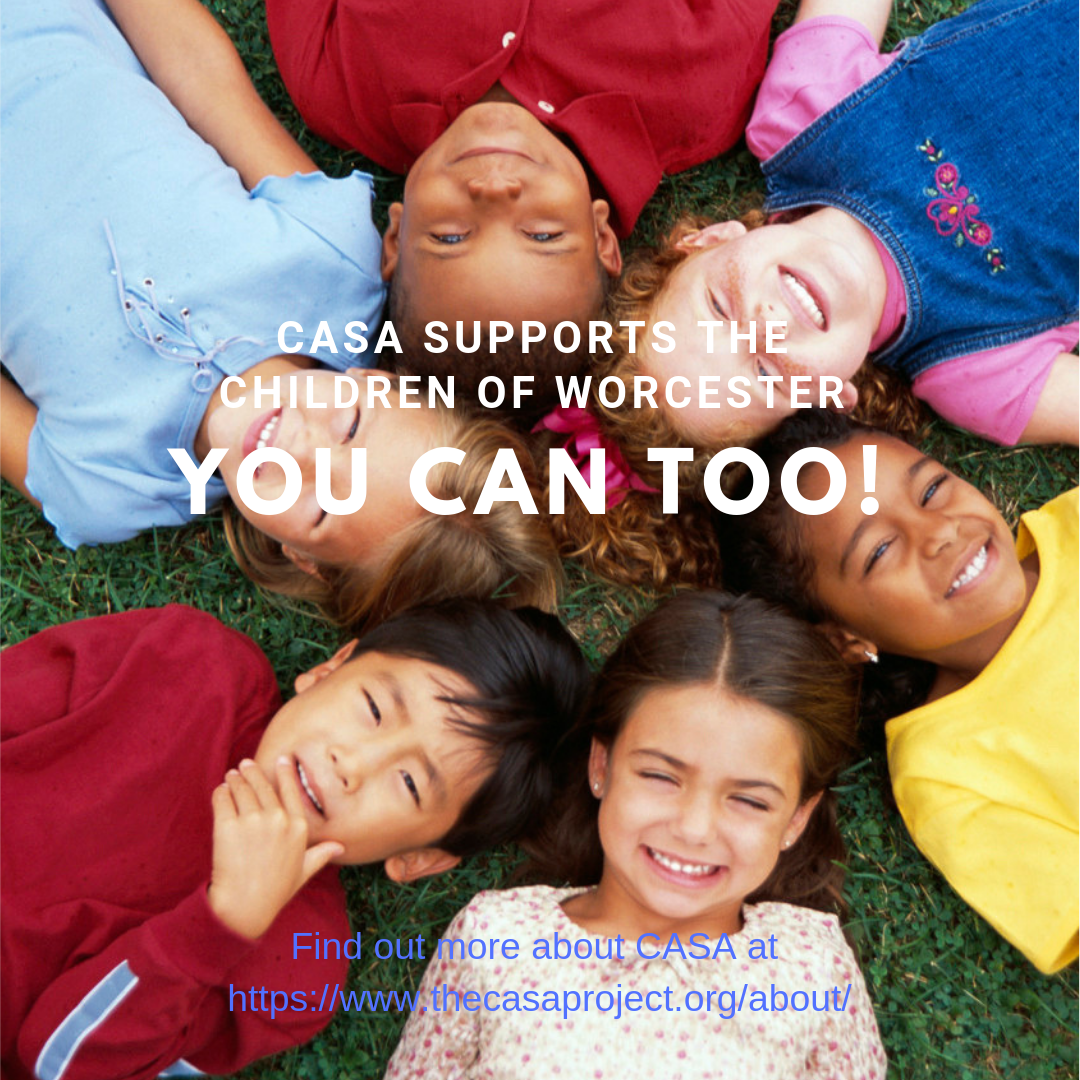 CASA SUPPORTS THE
CHILDREN OF WORCESTER
YOU CAN TOO!
Find out more about CASA at
https://www.thecasaproject.org/about/